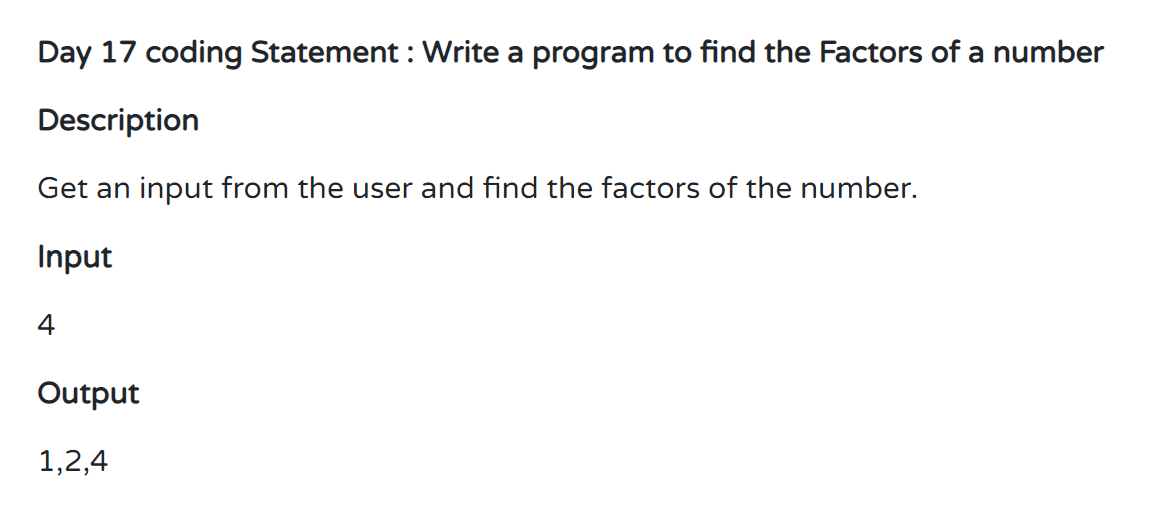 Day 17 coding Statement : Write a program to find the Factors of a number
Description
Get an input from the user and find the factors of the number.
Input
4
Output
1,2,4